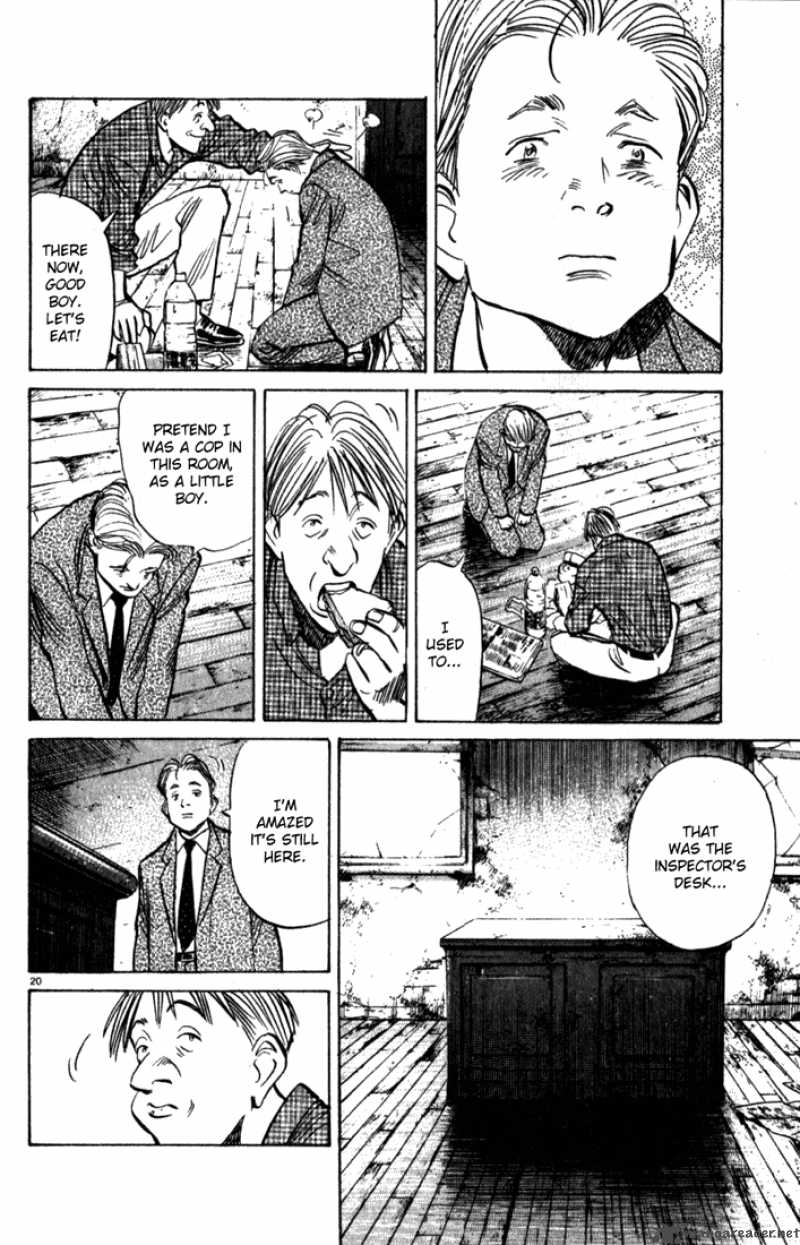 THERE
NOW,
GOOD
BOY.
LET'S
EAT!
I
USED
TO...
PRETEND I
WAS A COP IN
THIS ROOM,
AS A LITTLE
BOY.
THAT
WAS THE
INSPECTOR'S
DESK...
I'M
AMAZED
IT'S STILL
HERE.
20